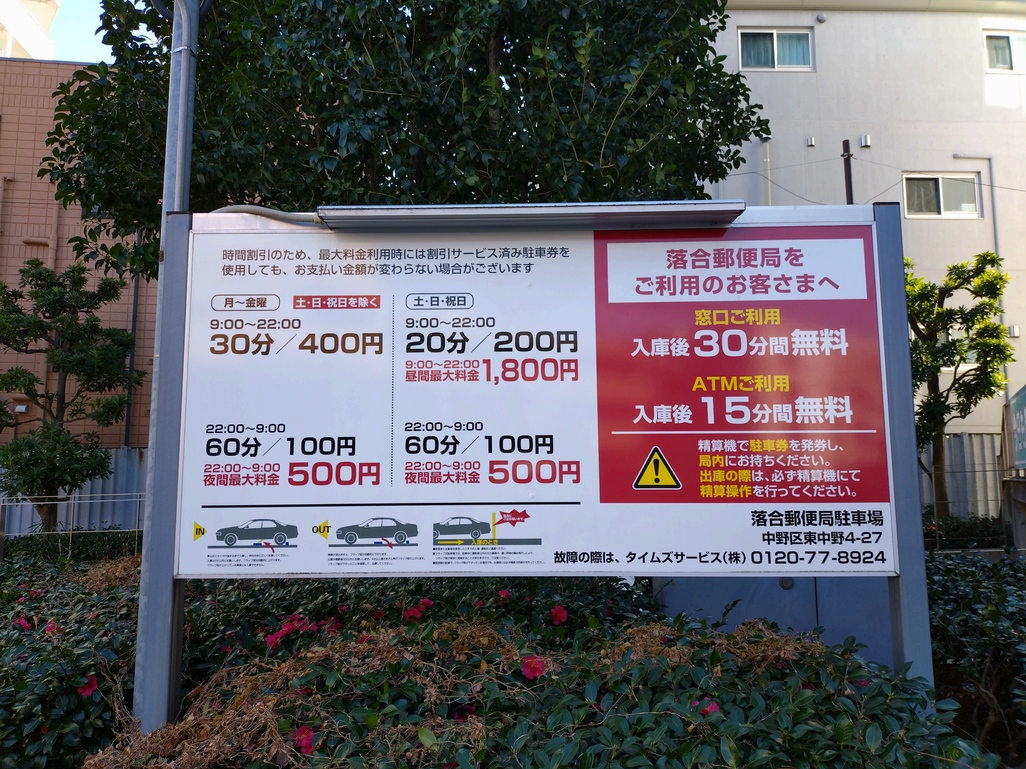 時間割引のため、最大料金利用時には割引サービス済み駐車券を
使用しても、お支払い金額が変わらない場合がございます
月～金曜 土・日・祝日を除く
9:00～22:00
30分／400円
22:00～9:00
60分／100円
22:00～9:00
夜間最大料金 500円
土・日・祝日
9:00～22:00
20分／200円
9:00～22:00
昼間最大料金 1,800円
22:00～9:00
60分／100円
22:00～9:00
夜間最大料金 500円
IN
OUT
入庫のとき
落合郵便局を
ご利用のお客さまへ
窓口ご利用
入庫後30分間無料
ATMご利用
入庫後15分間無料
精算機で駐車券を発券し、
局内にお持ちください。
出庫の際は、必ず精算機にて
精算操作を行ってください。
落合郵便局駐車場
中野区東中野4-27
故障の際は、タイムズサービス(株) 0120-77-8924